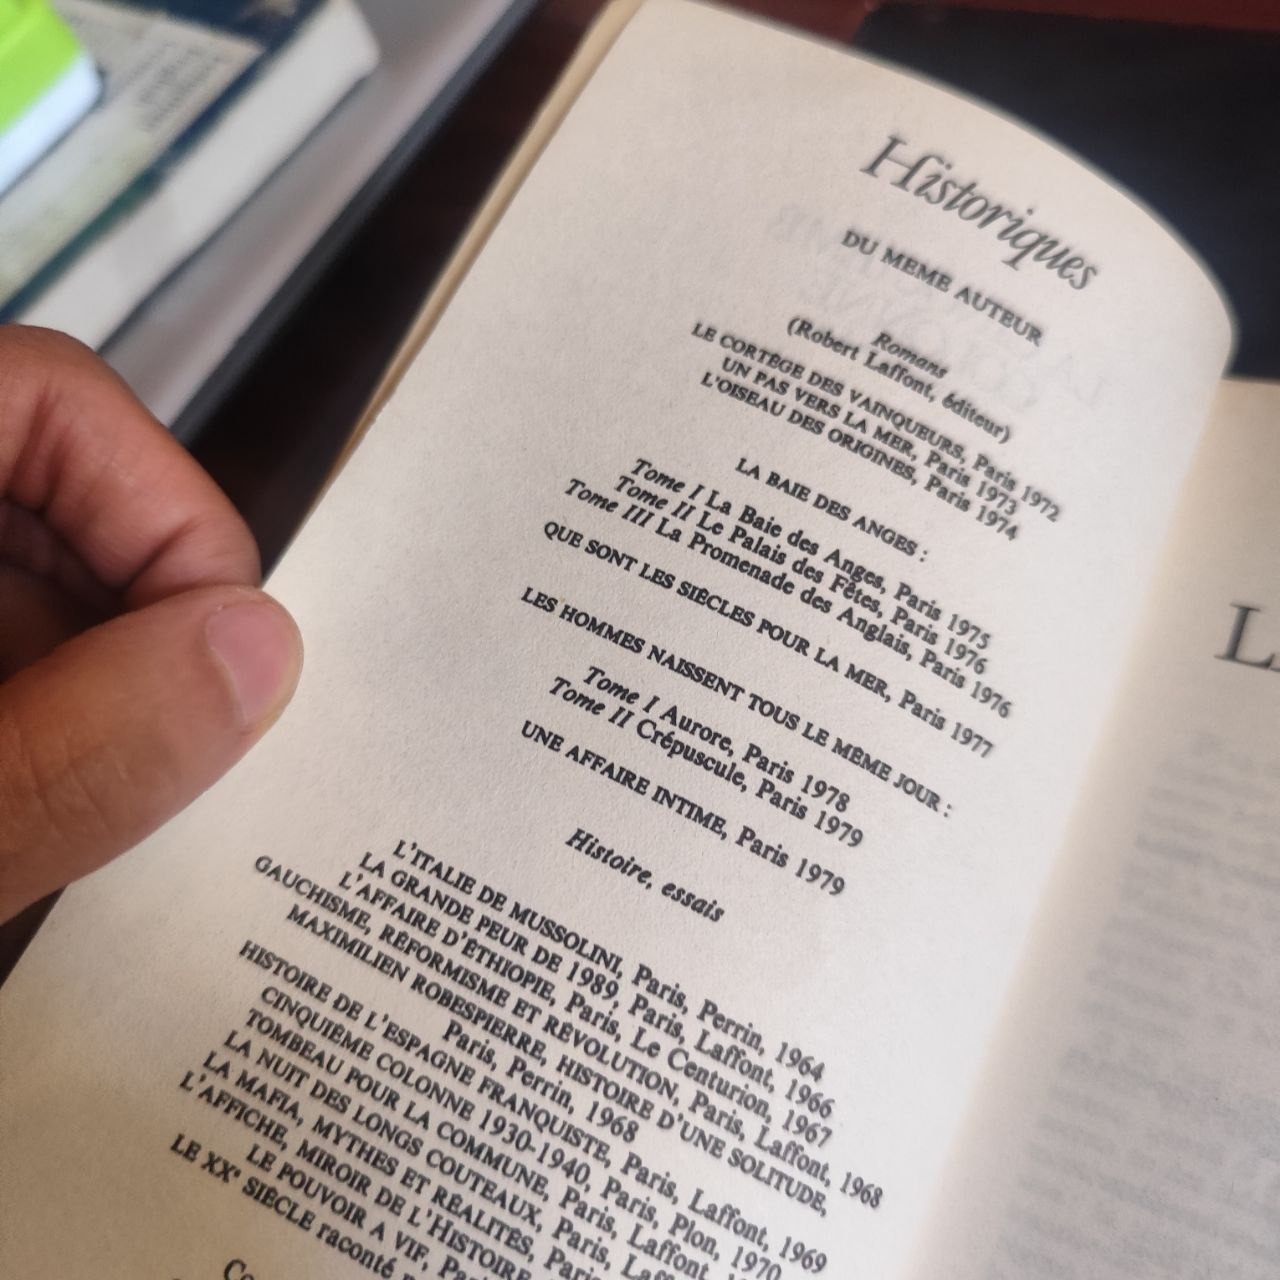 Historiques
DU MEME AUTEUR
Romans
(Robert Laffont, éditeur)
LE CORTÈGE DES VAINQUEURS, Paris 1972
UN PAS VERS LA MER, Paris 1973
L'OISEAU DES ORIGINES, Paris 1974
LA BAIE DES ANGES :
Tome I La Baie des Anges, Paris 1975
Tome II Le Palais des Fêtes, Paris 1976
Tome III La Promenade des Anglais, Paris 1976
QUE SONT LES SIÈCLES POUR LA MER, Paris 1977
LES HOMMES NAISSENT TOUS LE MÊME JOUR :
Tome I Aurore, Paris 1978
Tome II Crépuscule, Paris 1979
UNE AFFAIRE INTIME, Paris 1979
Histoire, essais
L'ITALIE DE MUSSOLINI, Paris, Perrin, 1964
LA GRANDE PEUR DE 1989, Paris, Laffont, 1966
L'AFFAIRE D'ÉTHIOPIE, Paris, Le Centurion, 1967
GAUCHISME, RÉFORMISME ET RÉVOLUTION, Paris, Laffont, 1968
MAXIMILIEN ROBESPIERRE, HISTOIRE D'UNE SOLITUDE,
Paris, Perrin, 1968
HISTOIRE DE L'ESPAGNE FRANQUISTE, Paris, Laffont, 1969
CINQUIÈME COLONNE 1930-1940, Paris, Plon, 1970
TOMBEAU POUR LA COMMUNE, Paris, Laffont,
LA NUIT DES LONGS COUTEAUX, Paris,
LA MAFIA, MYTHES ET RÉALITÉS, Paris
L'AFFICHE, MIROIR DE L'HISTOIRE
LE POUVOIR A VIF,
LE XXe SIÈCLE raconté
L